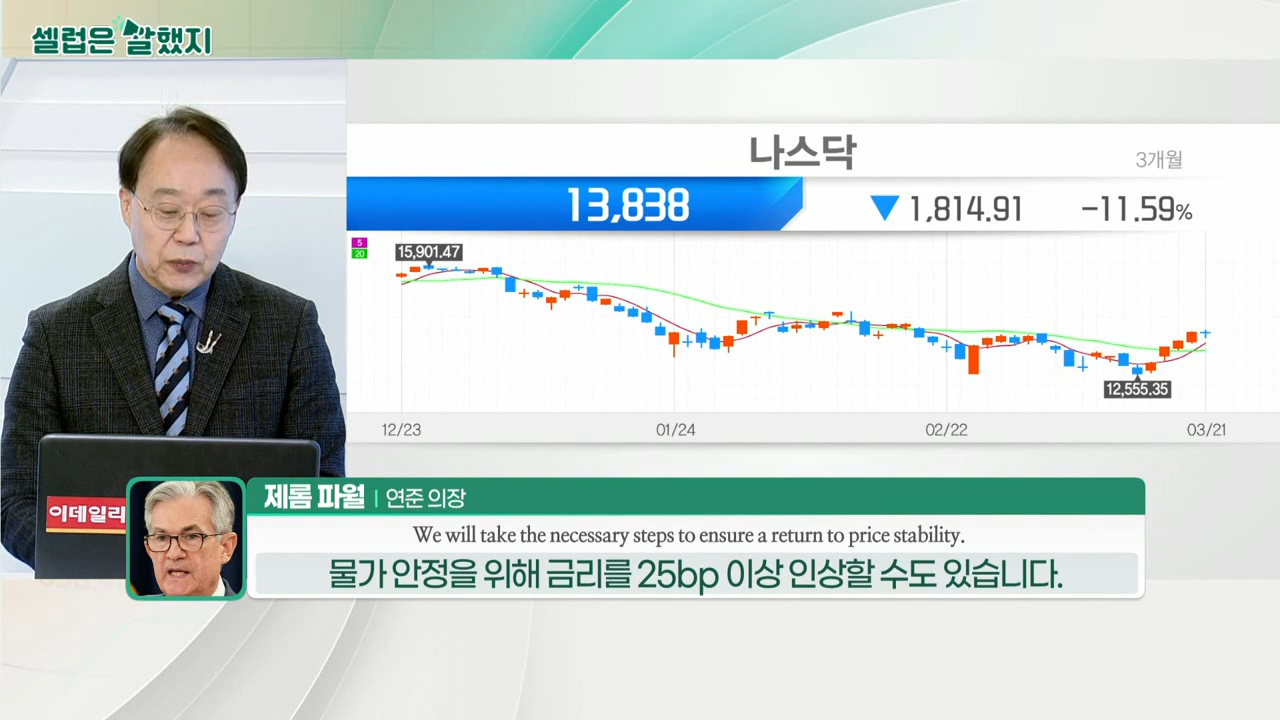 셀럽은 말했지
나스닥
3개월
13,838
▼ 1,814.91
-11.59%
5
20
15,901.47
12,555.35
12/23
01/24
02/22
03/21
이데일리
제롬 파월 | 연준 의장
We will take the necessary steps to ensure a return to price stability.
물가 안정을 위해 금리를 25bp 이상 인상할 수도 있습니다.